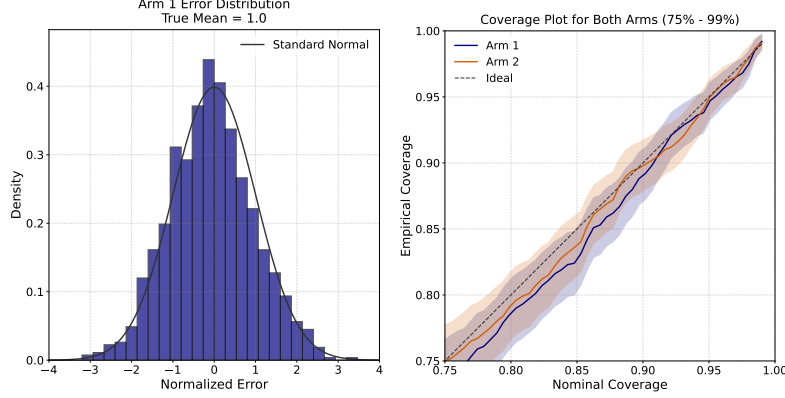 Arm 1 Error Distribution
True Mean = 1.0
Standard Normal
Density
0.4
0.3
0.2
0.1
0.0
−4 −3 −2 −1 0 1 2 3 4
Normalized Error
Coverage Plot for Both Arms (75% - 99%)
Arm 1
Arm 2
Ideal
Empirical Coverage
1.00
0.95
0.90
0.85
0.80
0.75
0.75 0.80 0.85 0.90 0.95 1.00
Nominal Coverage